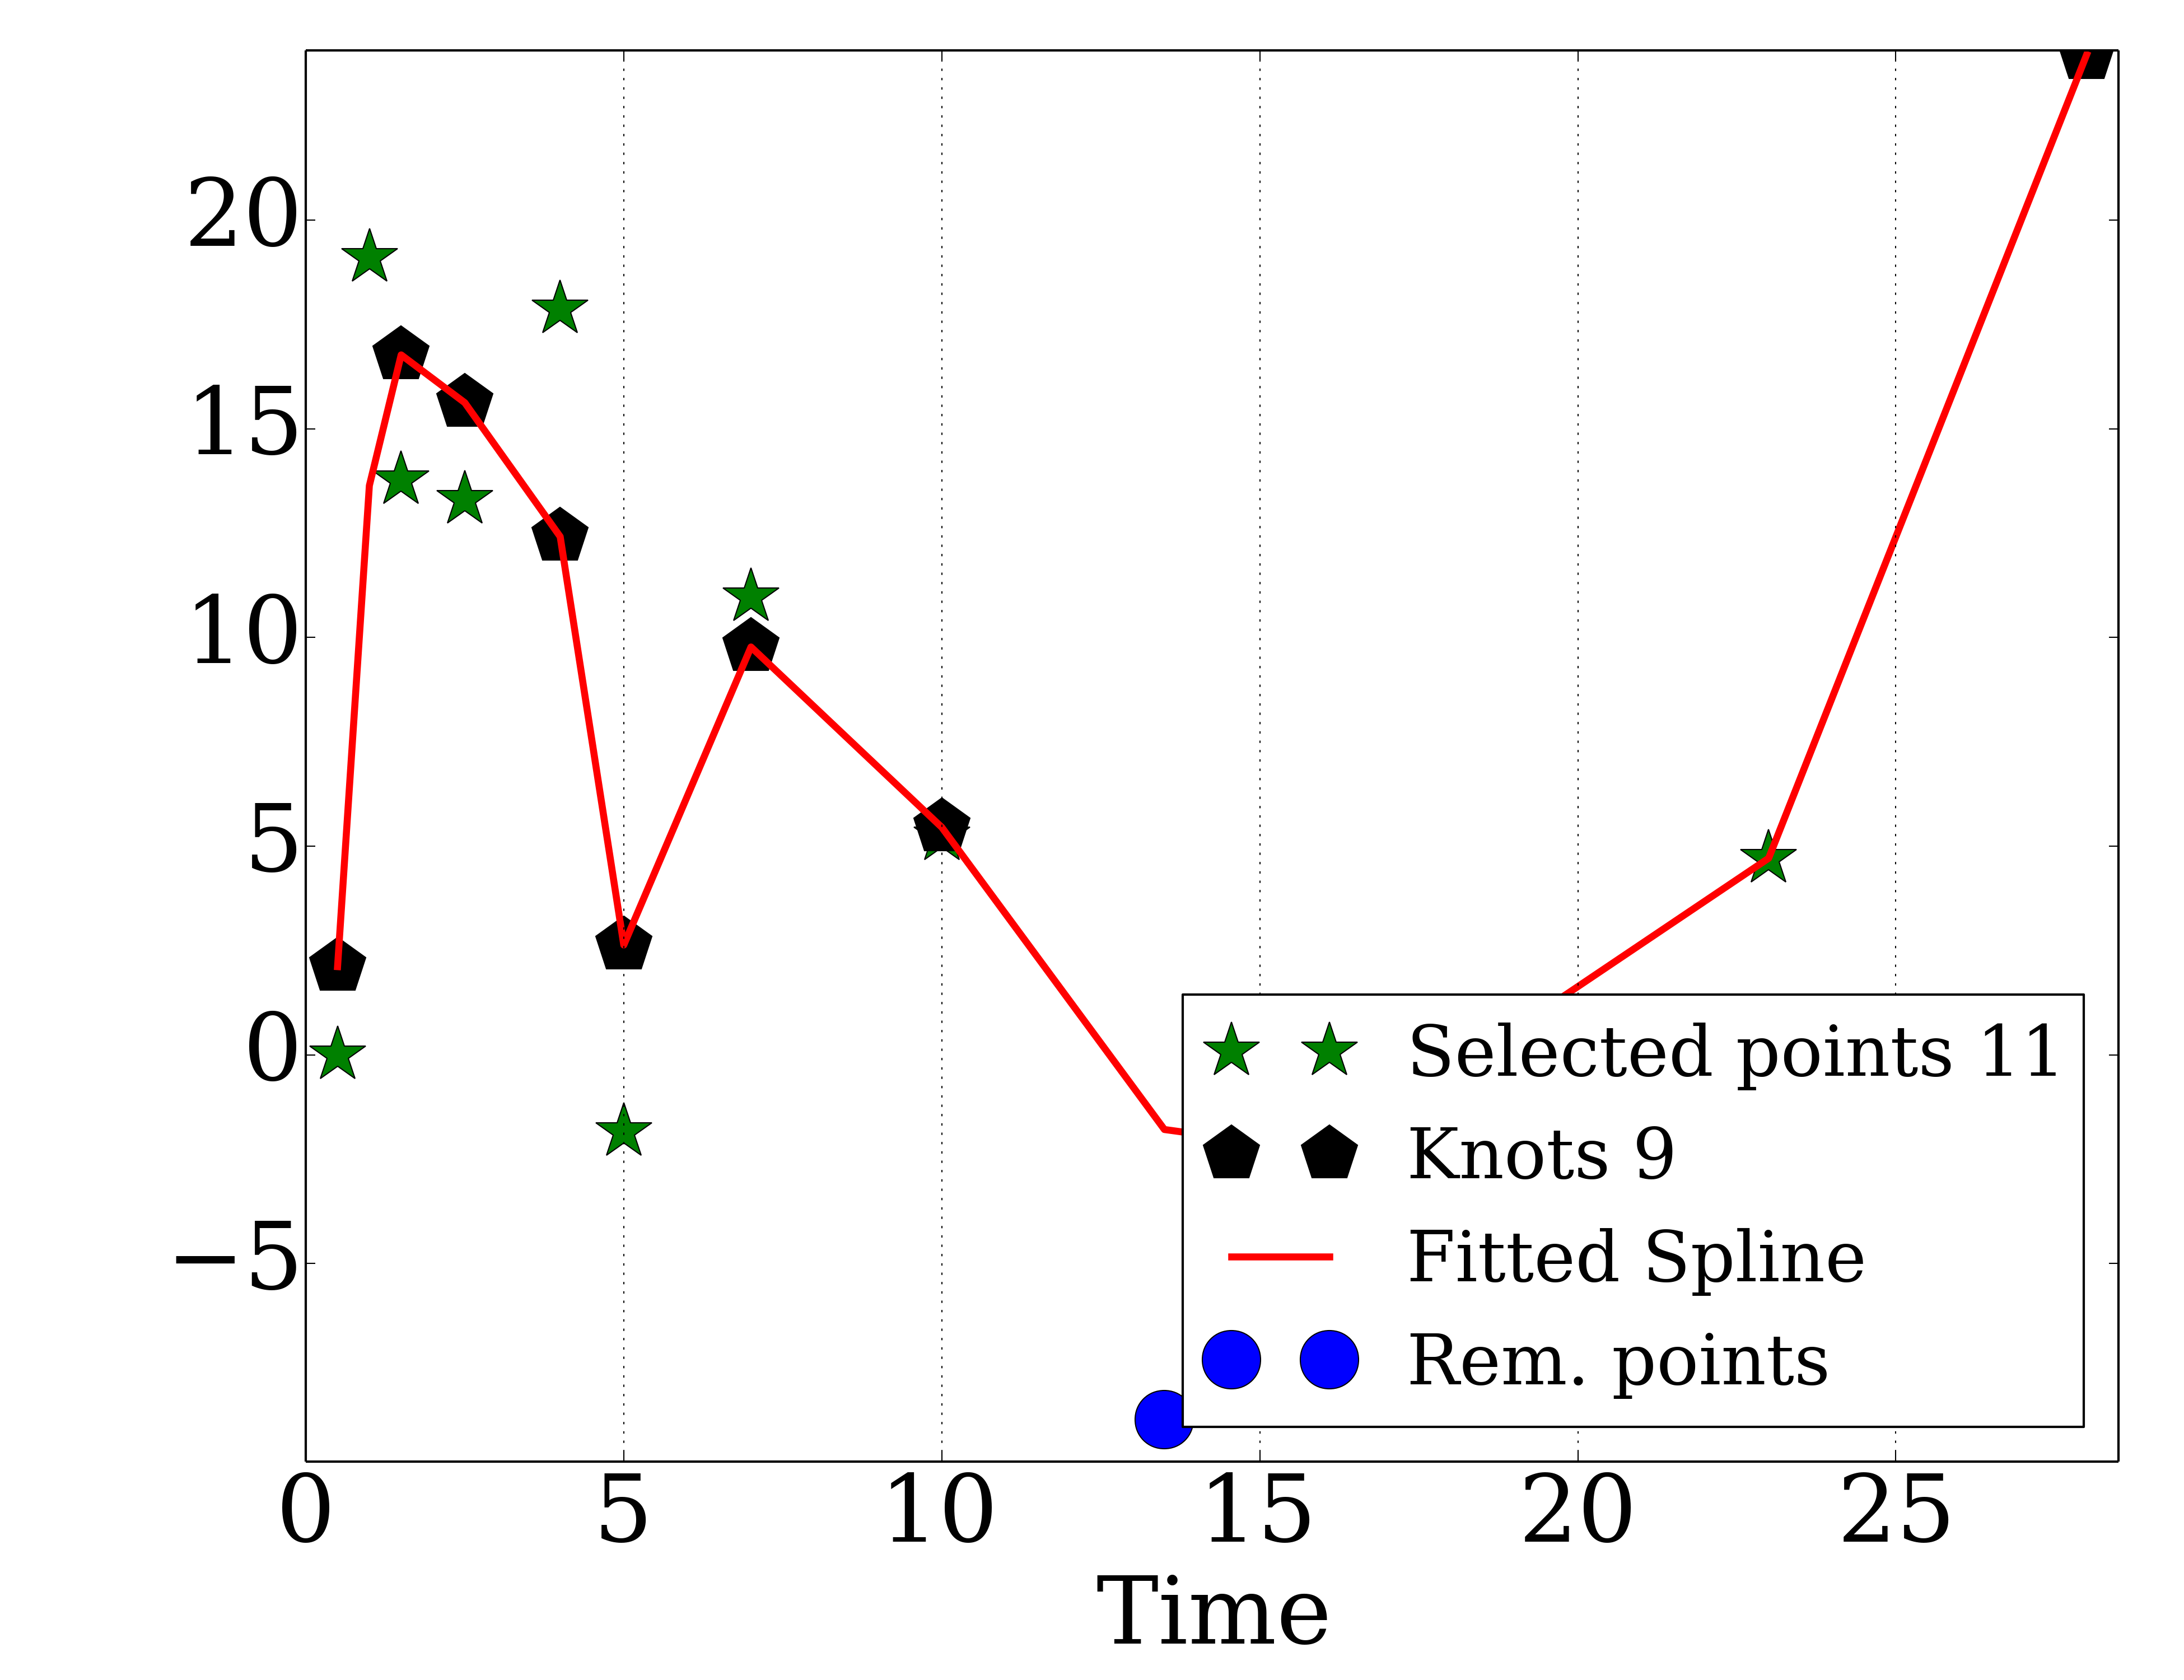 20
15
10
5
0
−5
Selected points 11
Knots 9
Fitted Spline
Rem. points
0 5 10 15 20 25
Time